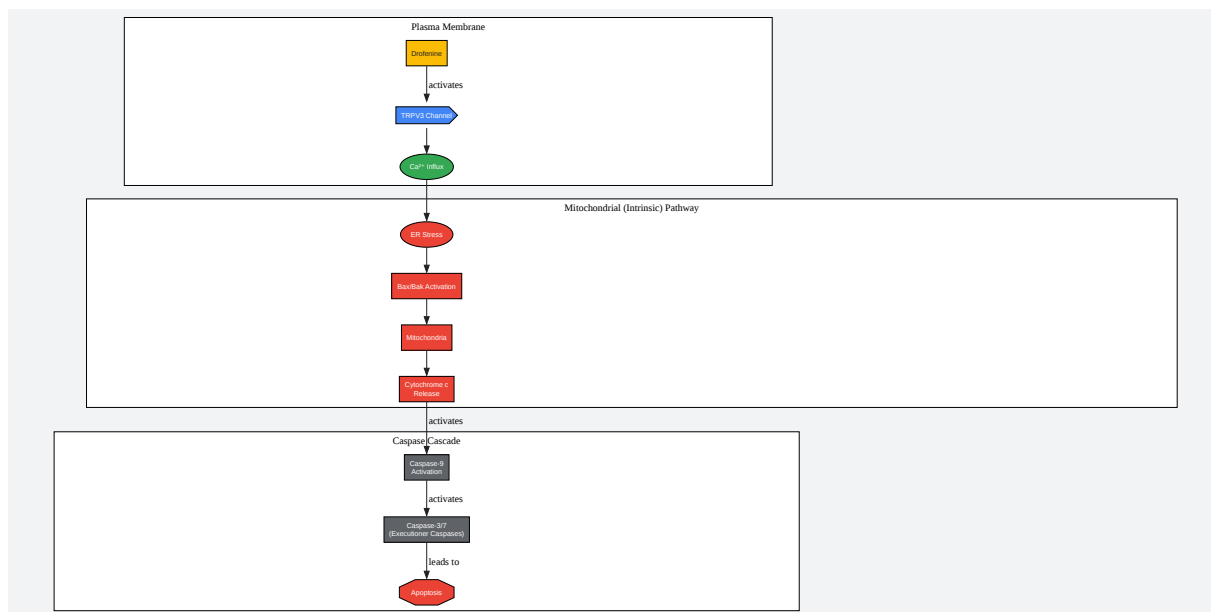 Plasma Membrane
Drofenine
activates
TRPV3 Channel
Ca²⁺ Influx
Mitochondrial (Intrinsic) Pathway
ER Stress
Bax/Bak Activation
Mitochondria
Cytochrome c
Release
activates
Caspase Cascade
Caspase-9
Activation
activates
Caspase-3/7
(Executioner Caspases)
leads to
Apoptosis